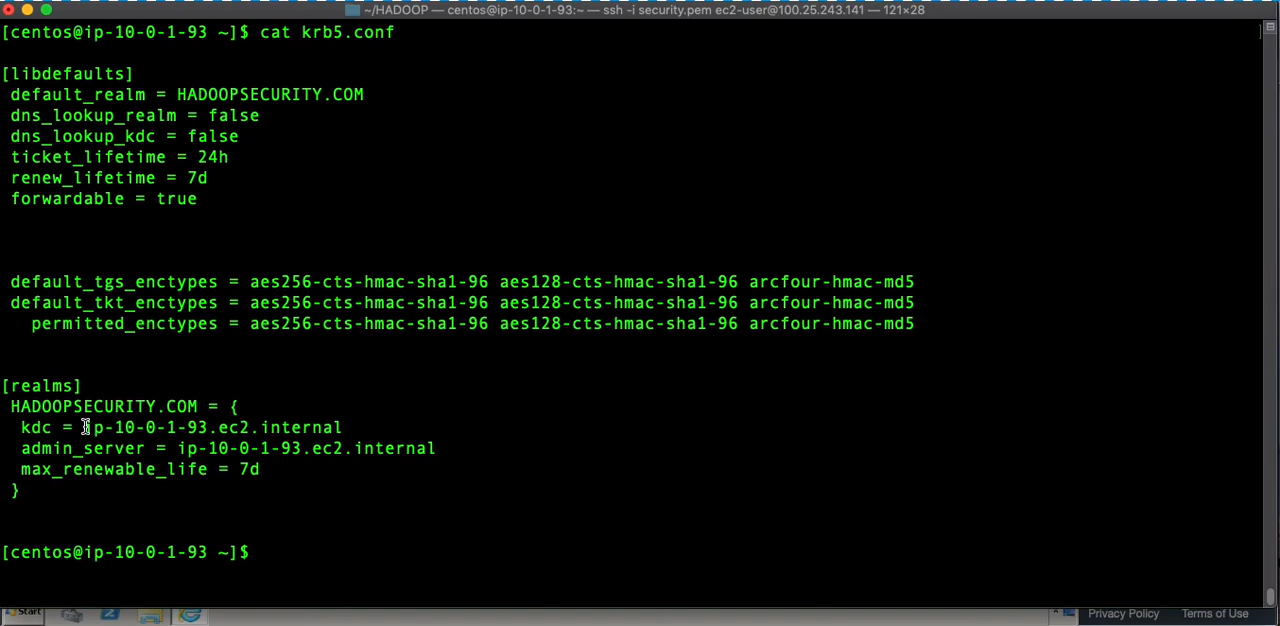 ~/HADOOP — centos@ip-10-0-1-93:~ — ssh -i security.pem ec2-user@100.25.243.141 — 121×28
[centos@ip-10-0-1-93 ~]$ cat krb5.conf
[libdefaults]
default_realm = HADOOPSECURITY.COM
dns_lookup_realm = false
dns_lookup_kdc = false
ticket_lifetime = 24h
renew_lifetime = 7d
forwardable = true
default_tgs_enctypes = aes256-cts-hmac-sha1-96 aes128-cts-hmac-sha1-96 arcfour-hmac-md5
default_tkt_enctypes = aes256-cts-hmac-sha1-96 aes128-cts-hmac-sha1-96 arcfour-hmac-md5
permitted_enctypes = aes256-cts-hmac-sha1-96 aes128-cts-hmac-sha1-96 arcfour-hmac-md5
[realms]
HADOOPSECURITY.COM = {
kdc = ip-10-0-1-93.ec2.internal
admin_server = ip-10-0-1-93.ec2.internal
max_renewable_life = 7d
}
[centos@ip-10-0-1-93 ~]$
Start
Privacy Policy Terms of Use